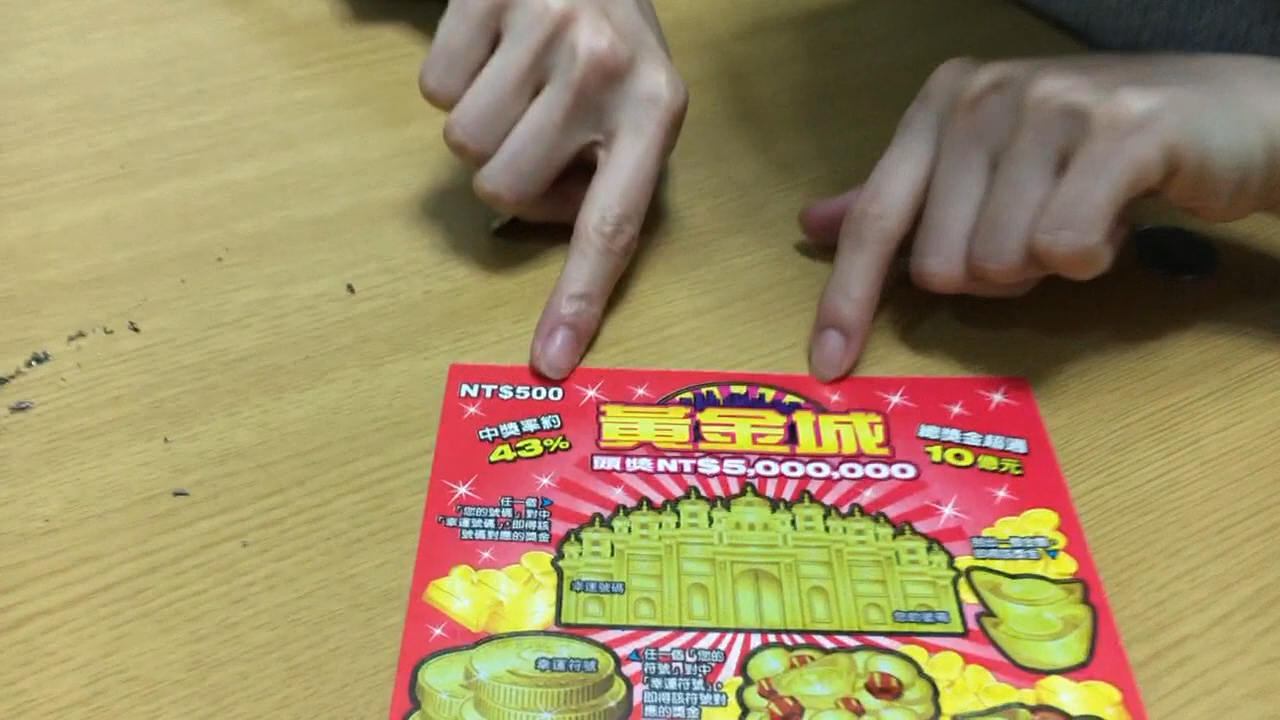 NT$500
黃金城
中獎率約
43%
總獎金超過
10億元
頭獎NT$5,000,000
任一個
「您的號碼」對中
「幸運號碼」,即得該
號碼對應的獎金
幸運號碼
您的號碼
幸運符號
任一個「您的
符號」對中
「幸運符號」,
即得該符號對
應的獎金